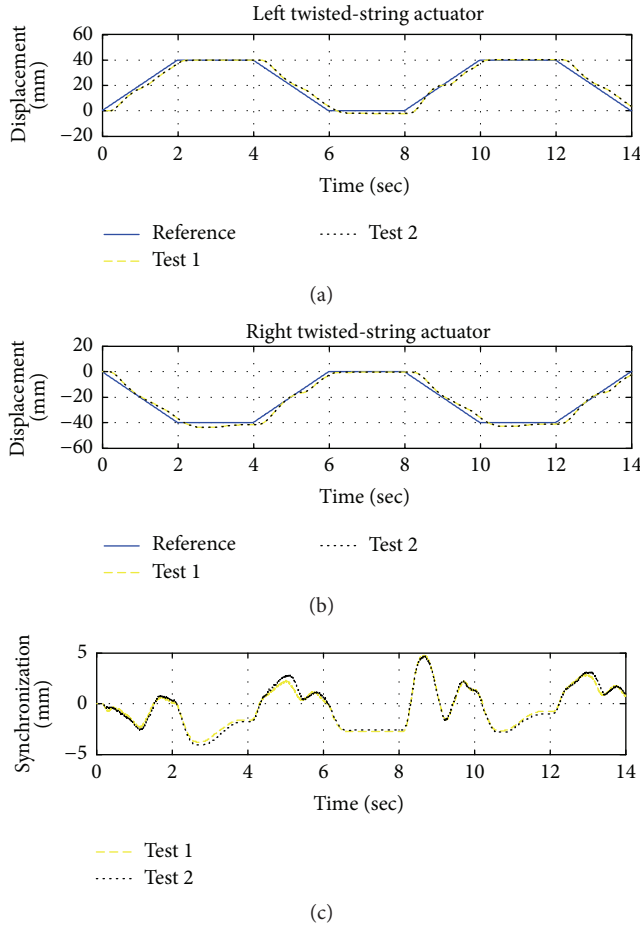 Left twisted-string actuator
Displacement
(mm)
60
40
20
0
−20
0 2 4 6 8 10 12 14
Time (sec)
Reference Test 2
Test 1
(a)
Right twisted-string actuator
Displacement
(mm)
20
0
−20
−40
−60
0 2 4 6 8 10 12 14
Time (sec)
Reference Test 2
Test 1
(b)
Synchronization
(mm)
5
0
−5
0 2 4 6 8 10 12 14
Time (sec)
Test 1
Test 2
(c)